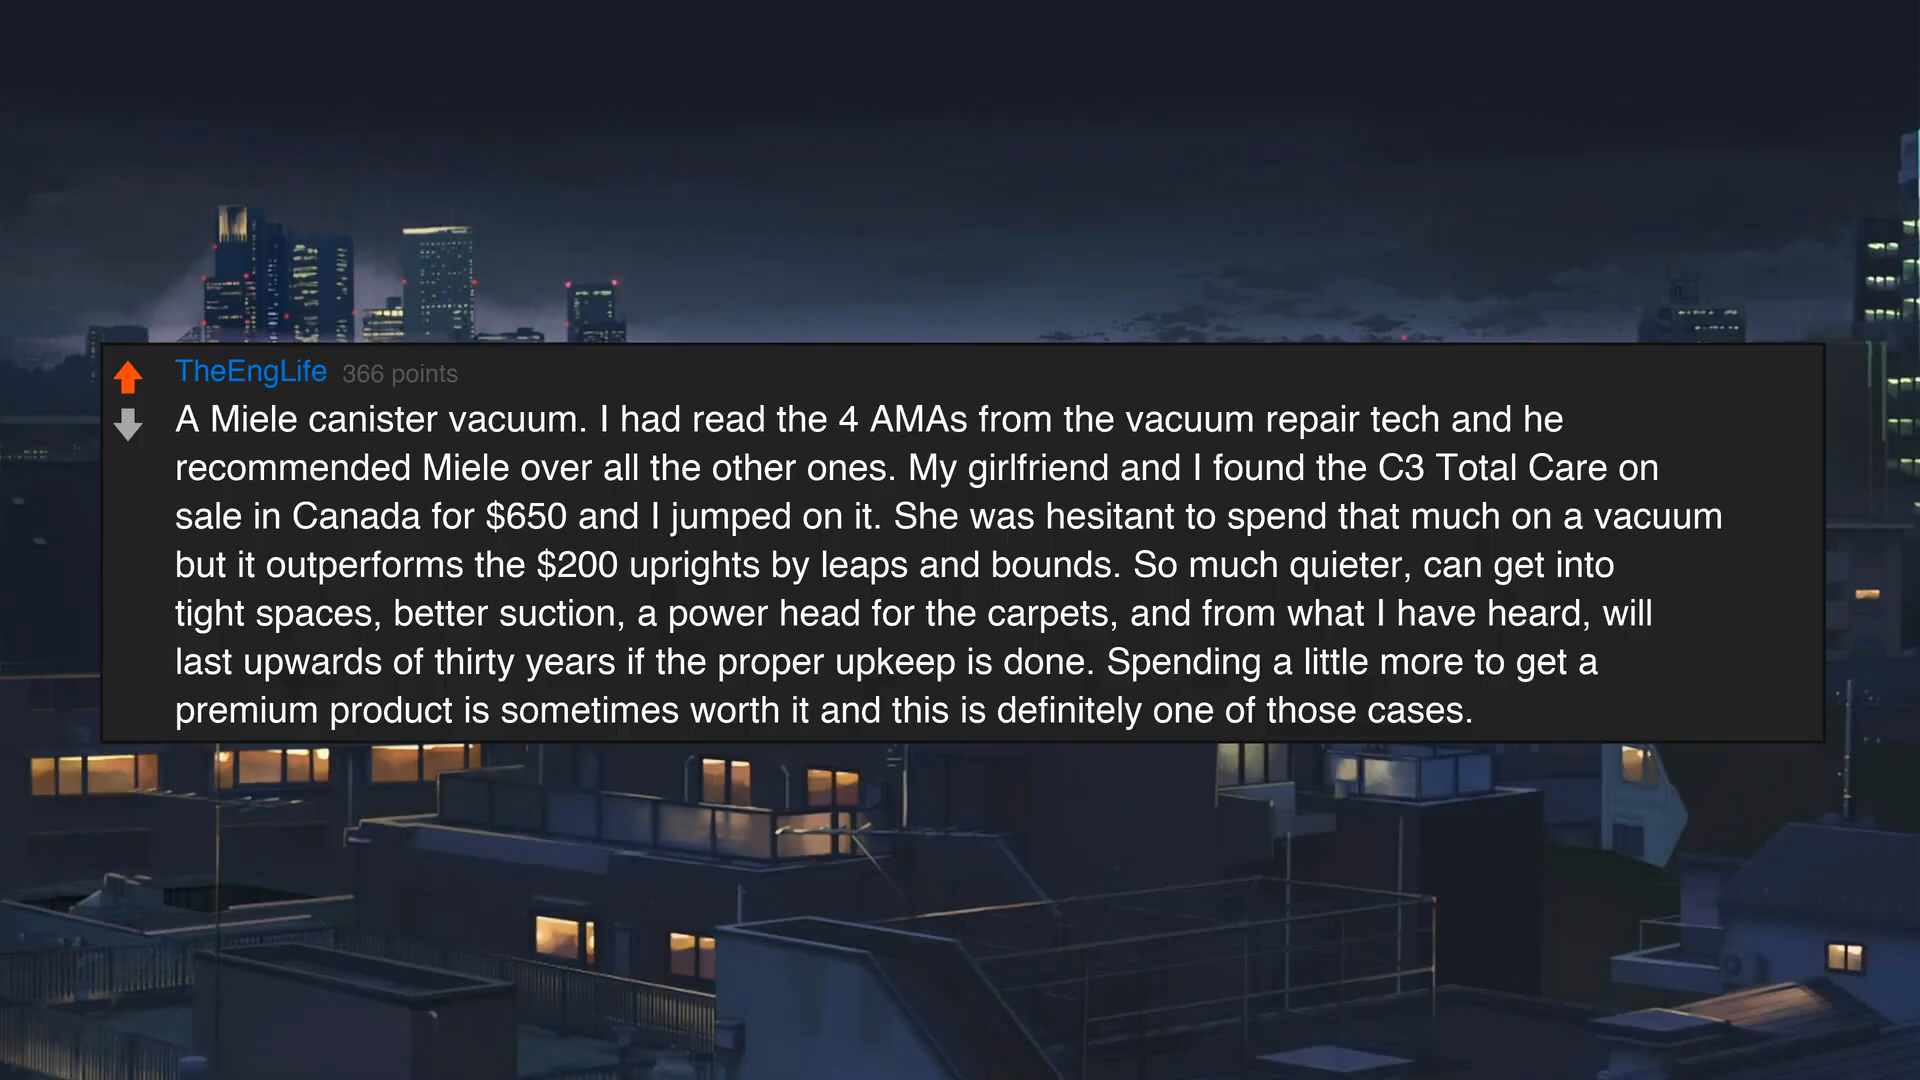 TheEngLife 366 points
A Miele canister vacuum. I had read the 4 AMAs from the vacuum repair tech and he
recommended Miele over all the other ones. My girlfriend and I found the C3 Total Care on
sale in Canada for $650 and I jumped on it. She was hesitant to spend that much on a vacuum
but it outperforms the $200 uprights by leaps and bounds. So much quieter, can get into
tight spaces, better suction, a power head for the carpets, and from what I have heard, will
last upwards of thirty years if the proper upkeep is done. Spending a little more to get a
premium product is sometimes worth it and this is definitely one of those cases.